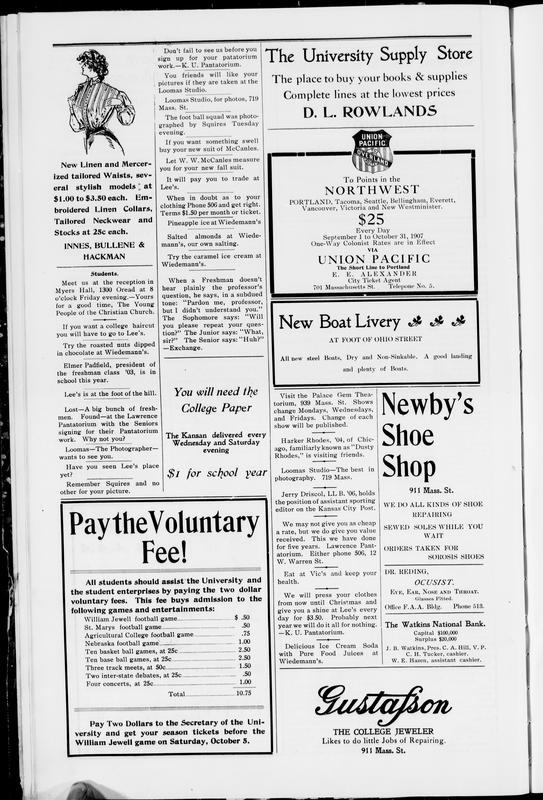 New Linen and Mercer-
ized tailored Waists, sev-
eral stylish models at
$1.00 to $3.50 each. Em-
broidered Linen Collars,
Tailored Neckwear and
Stocks at 25c each.
INNES, BULLENE &
HACKMAN
Students.
Meet us at the reception in
Myers Hall, 1300 Oread at 8
o'clock Friday evening.—Yours
for a good time, The Young
People of the Christian Church.
If you want a college haircut
you will have to go to Lee's.
Try the roasted nuts dipped
in chocolate at Wiedemann's.
Elmer Padfield, president of
the freshman class '03, is in
school this year.
Lee's is at the foot of the hill.
Lost—A big bunch of fresh-
men. Found—at the Lawrence
Pantatorium with the Seniors
signing for their Pantatorium
work. Why not you?
Loomas—The Photographer—
wants to see you.
Have you seen Lee's place
yet?
Remember Squires and no
other for your picture.
Don't fail to see us before you
sign up for your patatorium
work.—K. U. Pantatorium.
You friends will like your
pictures if they are taken at the
Loomas Studio.
Loomas Studio, for photos, 719
Mass. St.
The foot ball squad was photo-
graphed by Squires Tuesday
evening.
If you want something swell
buy your new suit of McCanles.
Let W. W. McCanles measure
you for your new fall suit.
It will pay you to trade at
Lee's.
When in doubt as to your
clothing Phone 506 and get right.
Terms $1.50 per month or ticket.
Pineapple ice at Wiedemann's
Salted almonds at Wiede-
mann's, our own salting.
Try the caramel ice cream at
Wiedemann's.
When a Freshman doesn't
hear plainly the professor's
question, he says, in a subdued
tone: "Pardon me, professor,
but I didn't understand you."
The Sophomore says: "Will
you please repeat your ques-
tion?" The Junior says: "What,
sir?" The Senior says: "Huh?"
—Exchange.
You will need the
College Paper
The Kansan delivered every
Wednesday and Saturday
evening
$1 for school year
Pay the Voluntary
Fee!
All students should assist the University and
the student enterprises by paying the two dollar
voluntary fees. This fee buys admission to the
following games and entertainments:
William Jewell football game $ .50
St. Marys football game .50
Agricultural College football game .75
Nebraska football game 1.00
Ten basket ball games, at 25c 2.50
Ten base ball games, at 25c 2.50
Three track meets, at 50c 1.50
Two inter-state debates, at 25c .50
Four concerts, at 25c 1.00
Total 10.75
Pay Two Dollars to the Secretary of the Uni-
versity and get your season tickets before the
William Jewell game on Saturday, October 5.
The University Supply Store
The place to buy your books & supplies
Complete lines at the lowest prices
D. L. ROWLANDS
UNION
PACIFIC
OVERLAND
To Points in the
NORTHWEST
PORTLAND, Tacoma, Seattle, Bellingham, Everett,
Vancouver, Victoria and New Westminister.
$25
Every Day
September 1 to October 31, 1907
One-Way Colonist Rates are in Effect
VIA
UNION PACIFIC
The Short Line to Portland
E. E. ALEXANDER
City Ticket Agent
701 Massachusetts St. Telepone No. 5.
New Boat Livery
AT FOOT OF OHIO STREET
All new steel Boats, Dry and Non-Sinkable. A good landing
and plenty of Boats.
Visit the Palace Gem Thea-
torium, 939 Mass. St. Shows
change Mondays, Wednesdays,
and Fridays. Change of each
show will be published.
Harker Rhodes, '04, of Chic-
ago, familiarly known as "Dusty
Rhodes," is visiting friends.
Loomas Studio—The best in
photography. 719 Mass.
Jerry Driscol, LL B. '06, holds
the position of assistant sporting
editor on the Kansas City Post.
We may not give you as cheap
a rate, but we do give you value
received. This we have done
for five years. Lawrence Pant-
atorium. Either phone 506, 12
W. Warren St.
Eat at Vic's and keep your
health.
We will press your clothes
from now until Christmas and
give you a shine at Lee's every
day for $3.50. Probably next
year we will do it all for nothing.
—K. U. Pantatorium.
Delicious Ice Cream Soda
with Pure Food Juices at
Wiedemann's.
Newby's
Shoe
Shop
911 Mass. St.
WE DO ALL KINDS OF SHOE
REPAIRING
SEWED SOLES WHILE YOU
WAIT
ORDERS TAKEN FOR
SOROSIS SHOES
DR. REDING,
OCUSIST.
EYE, EAR, NOSE AND THROAT.
Glasses Fitted.
Office F.A.A. Bldg. Phone 513.
The Watkins National Bank.
Capital $100,000
Surplus $20,000
J. B. Watkins, Pres. C. A. Hill, V. P.
C. H. Tucker, cashier.
W. E. Hazen, assistant cashier.
Gustafson
THE COLLEGE JEWELER
Likes to do little Jobs of Repairing.
911 Mass. St.